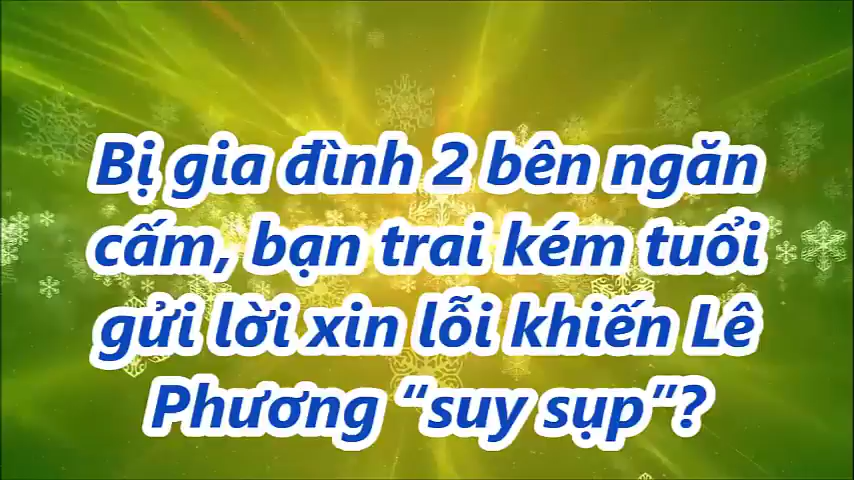 Bị gia đình 2 bên ngăn
cấm, bạn trai kém tuổi
gửi lời xin lỗi khiến Lê
Phương “suy sụp”?